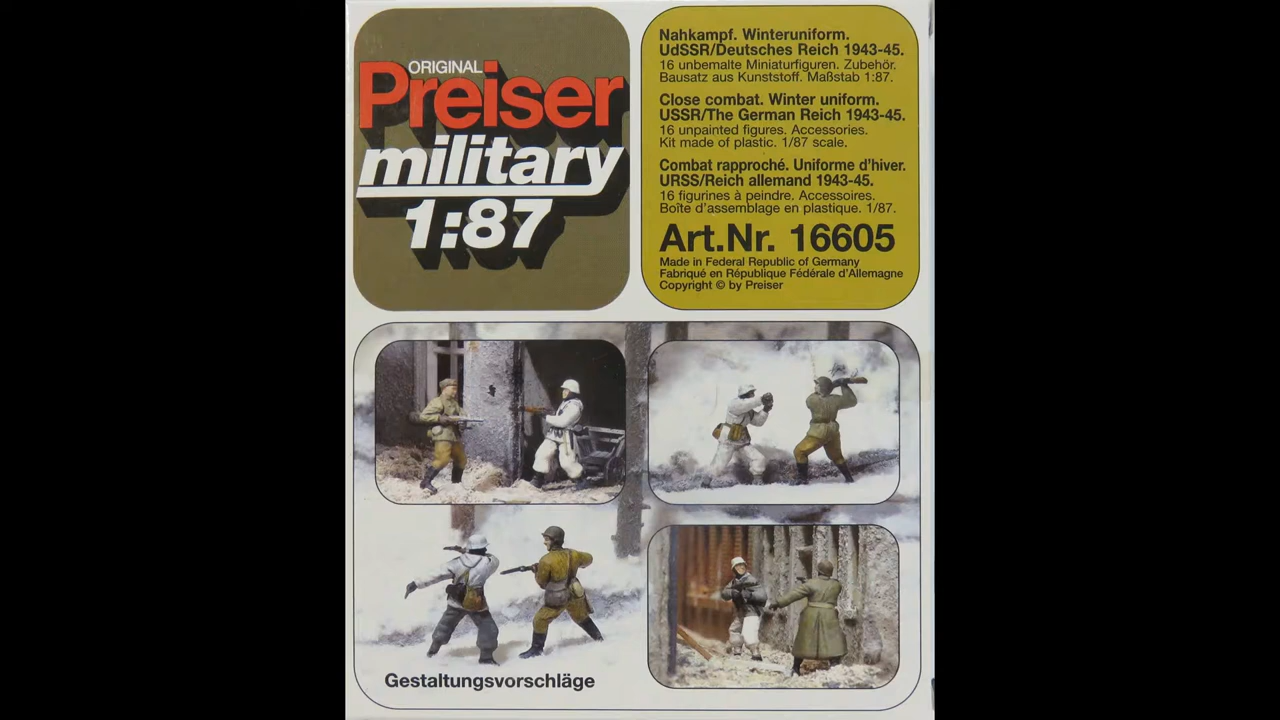 ORIGINAL
Preiser
military
1:87
Nahkampf. Winteruniform.
UdSSR/Deutsches Reich 1943-45.
16 unbemalte Miniaturfiguren. Zubehör.
Bausatz aus Kunststoff. Maßstab 1:87.
Close combat. Winter uniform.
USSR/The German Reich 1943-45.
16 unpainted figures. Accessories.
Kit made of plastic. 1/87 scale.
Combat rapproché. Uniforme d'hiver.
URSS/Reich allemand 1943-45.
16 figurines à peindre. Accessoires.
Boîte d'assemblage en plastique. 1/87.
Art.Nr. 16605
Made in Federal Republic of Germany
Fabriqué en République Fédérale d'Allemagne
Copyright © by Preiser
Gestaltungsvorschläge